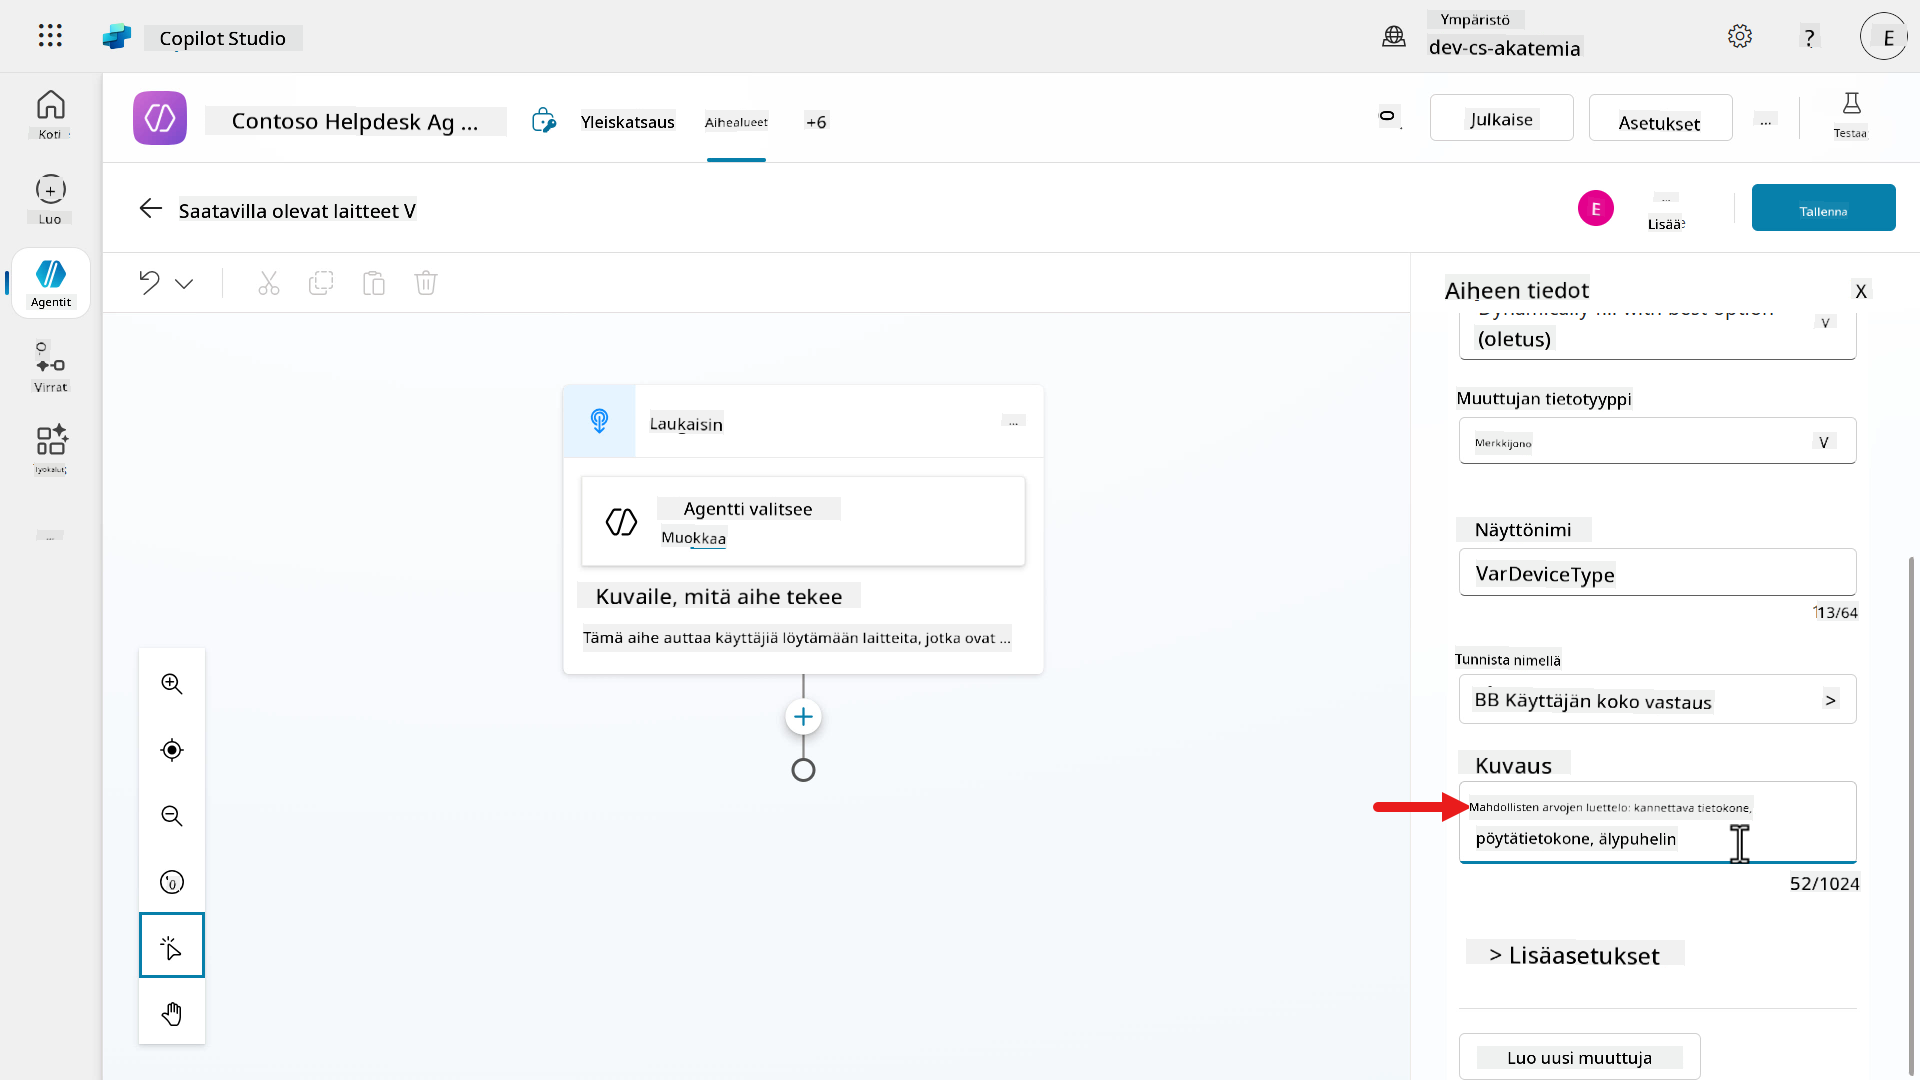 Copilot Studio
Ympäristö
dev-cs-akatemia
?
E
Koti
Luo
Agentit
Virrat
Työkalut
...
Contoso Helpdesk Ag ...
Yleiskatsaus
Aihealueet
+6
Julkaise
Asetukset
...
Testaa
Saatavilla olevat laitteet V
E
...
Lisää
Tallenna
Laukaisin
...
Agentti valitsee
Muokkaa
Kuvaile, mitä aihe tekee
Tämä aihe auttaa käyttäjiä löytämään laitteita, jotka ovat ...
Aiheen tiedot
X
(oletus)
V
Muuttujan tietotyyppi
Merkkijono
V
Näyttönimi
VarDeviceType
13/64
Tunnista nimellä
BB Käyttäjän koko vastaus
>
Kuvaus
Mahdollisten arvojen luettelo: kannettava tietokone,
pöytätietokone, älypuhelin
52/1024
> Lisäasetukset
Luo uusi muuttuja